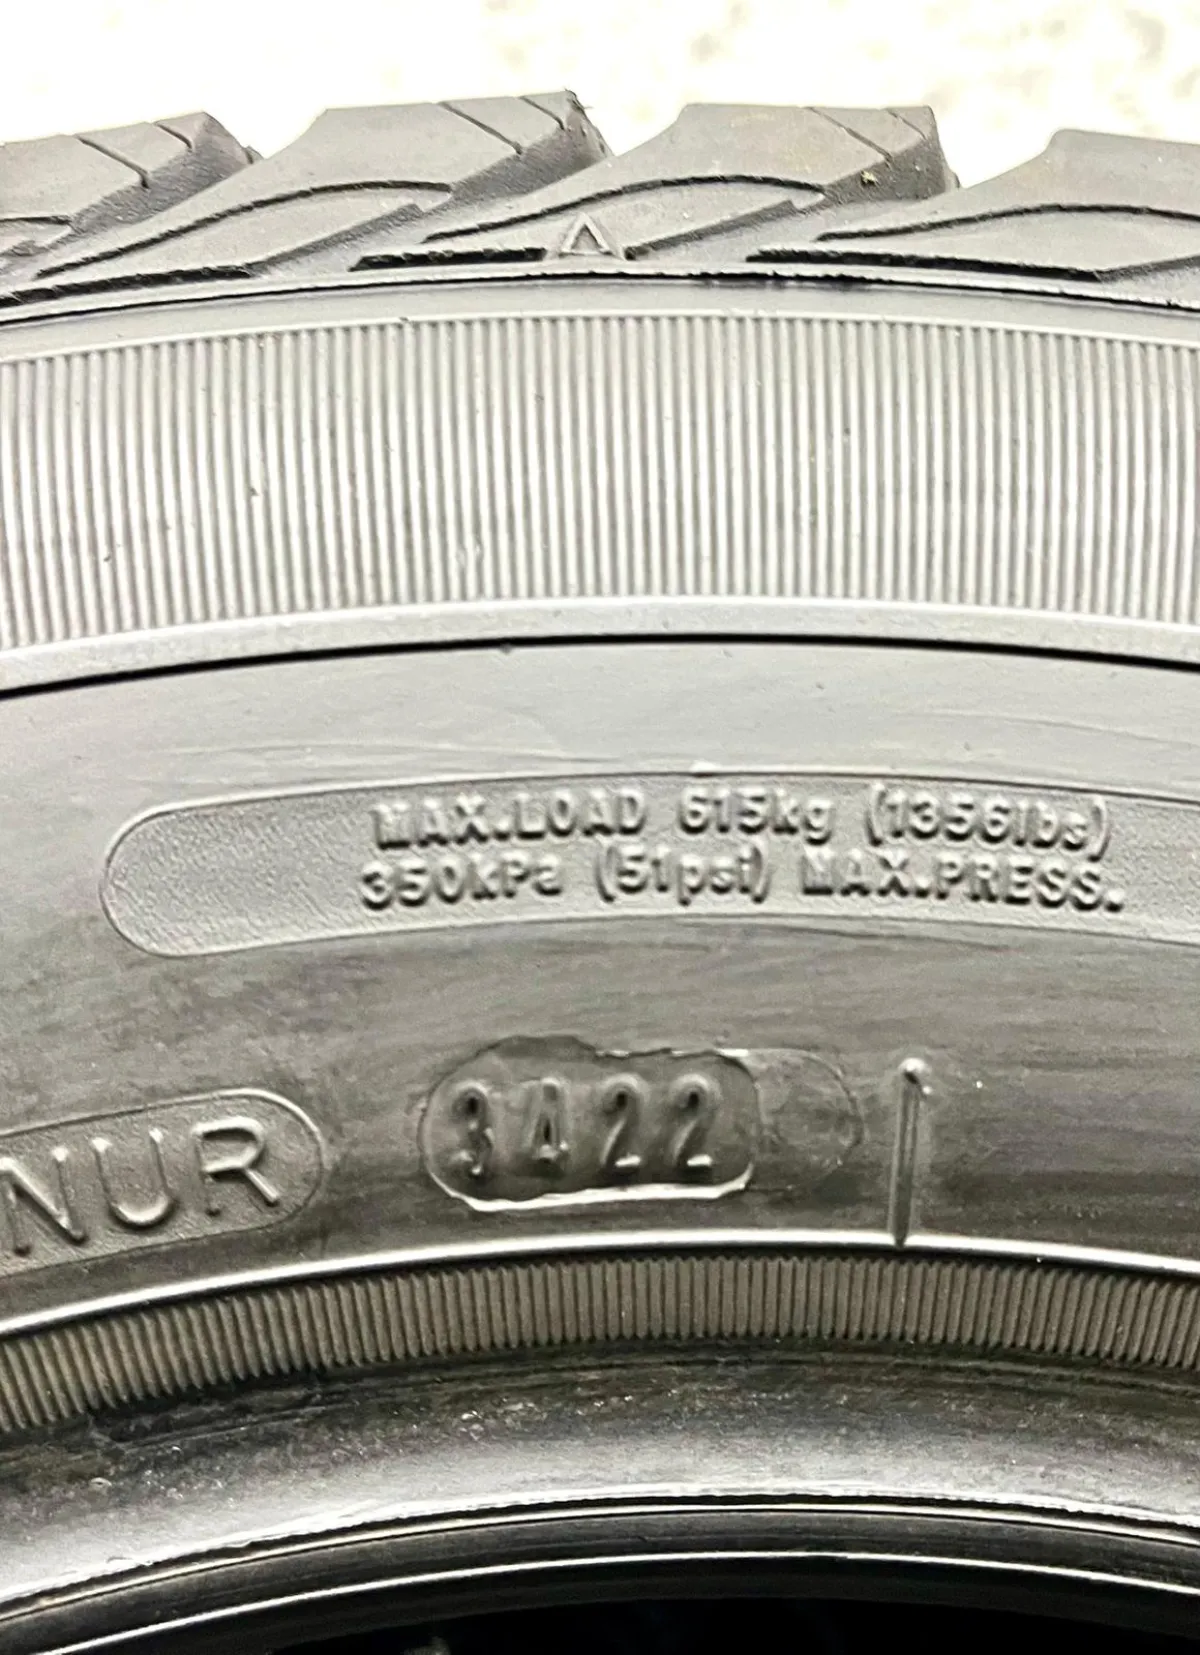 MAX.LOAD 615kg (1356lbs)
350kPa (51psi) MAX.PRESS.
NUR
3422